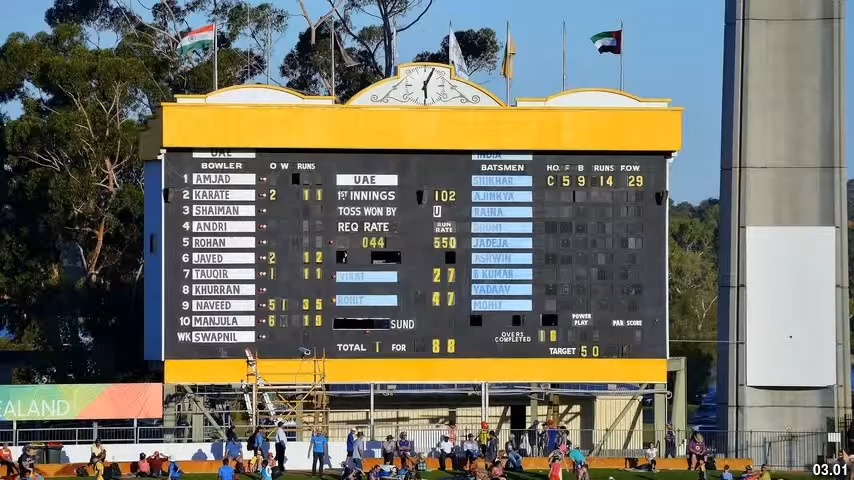 UAE INDIA
BOWLER O W RUNS BATSMEN HO F B RUNS FOW
1 AMJAD UAE SHIKHAR C 5 9 14 29
2 KARATE 2 11 1ST INNINGS 102 AJINKYA
3 SHAIMAN TOSS WON BY U RAINA
4 ANDRI REQ RATE RUN RATE DHONI
5 ROHAN 044 550 JADEJA
6 JAVED 2 12 ASHWIN
7 TAUQIR 1 11 VIRAT 27 B KUMAR
8 KHURRAN YADAAV
9 NAVEED 5 1 35 ROHIT 47 MOHIT
10 MANJULA 6 19 SUND POWER PLAY PAR SCORE
WK SWAPNIL OVERS COMPLETED 16
TOTAL 1 FOR 88 TARGET 50
EALAND
03.01